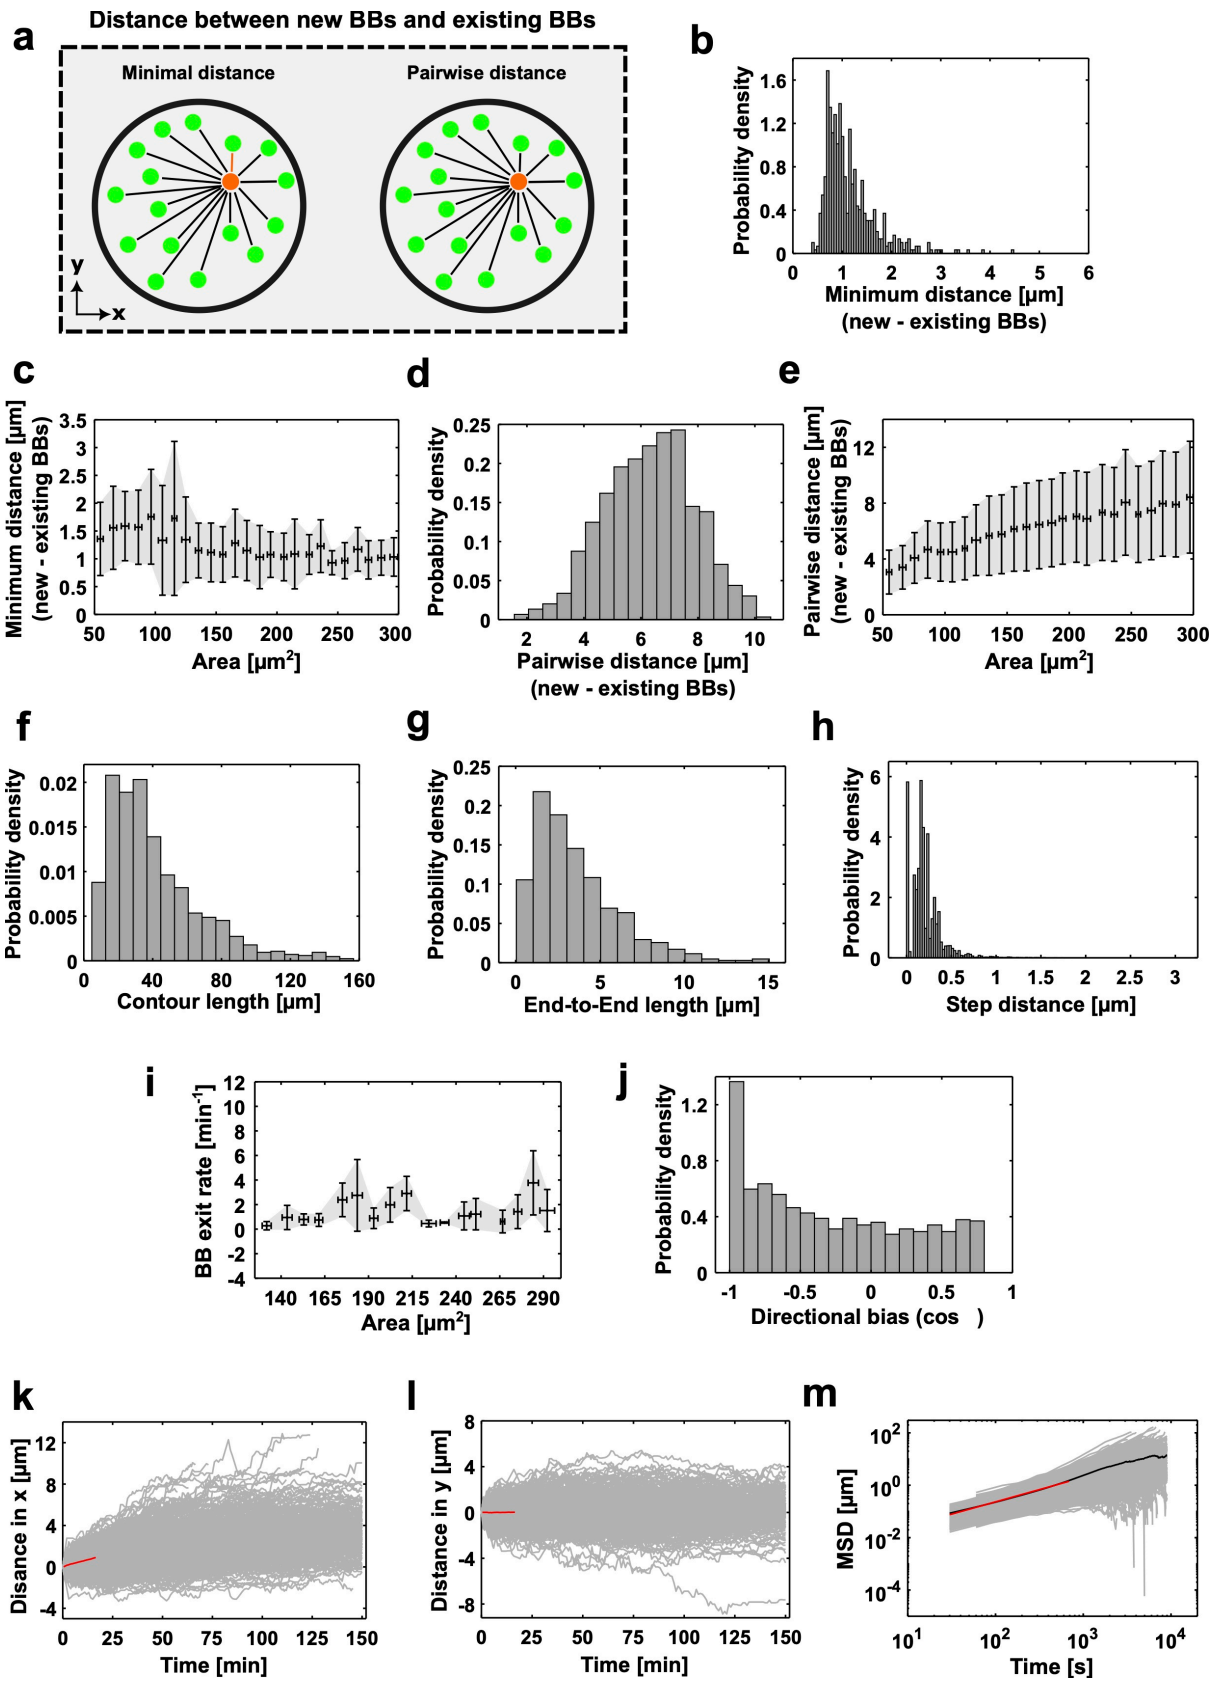 Distance between new BBs and existing BBs
a
Minimal distance
Pairwise distance
y
x
b
Probability density
1.6
1.2
0.8
0.4
0
0 1 2 3 4 5 6
Minimum distance [µm]
(new - existing BBs)
c
Minimum distance [µm]
(new - existing BBs)
3.5
3
2.5
2
1.5
1
0.5
0
50 100 150 200 250 300
Area [µm²]
d
Probability density
0.25
0.2
0.15
0.1
0.05
0
2 4 6 8 10
Pairwise distance [µm]
(new - existing BBs)
e
Pairwise distance [µm]
(new - existing BBs)
12
8
4
0
50 100 150 200 250 300
Area [µm²]
f
Probability density
0.02
0.015
0.01
0.005
0
0 40 80 120 160
Contour length [µm]
g
Probability density
0.25
0.2
0.15
0.1
0.05
0
0 5 10 15
End-to-End length [µm]
h
Probability density
6
4
2
0
0 0.5 1 1.5 2 2.5 3
Step distance [µm]
i
BB exit rate [min⁻¹]
12
10
8
6
4
2
0
-2
-4
140 165 190 215 240 265 290
Area [µm²]
j
Probability density
1.2
0.8
0.4
0
-1 -0.5 0 0.5 1
Directional bias (cos )
k
Disance in x [µm]
12
8
4
0
-4
0 25 50 75 100 125 150
Time [min]
l
Distance in y [µm]
8
4
0
-4
-8
0 25 50 75 100 125 150
Time [min]
m
MSD [µm]
10²
10⁰
10⁻²
10⁻⁴
10¹ 10² 10³ 10⁴
Time [s]